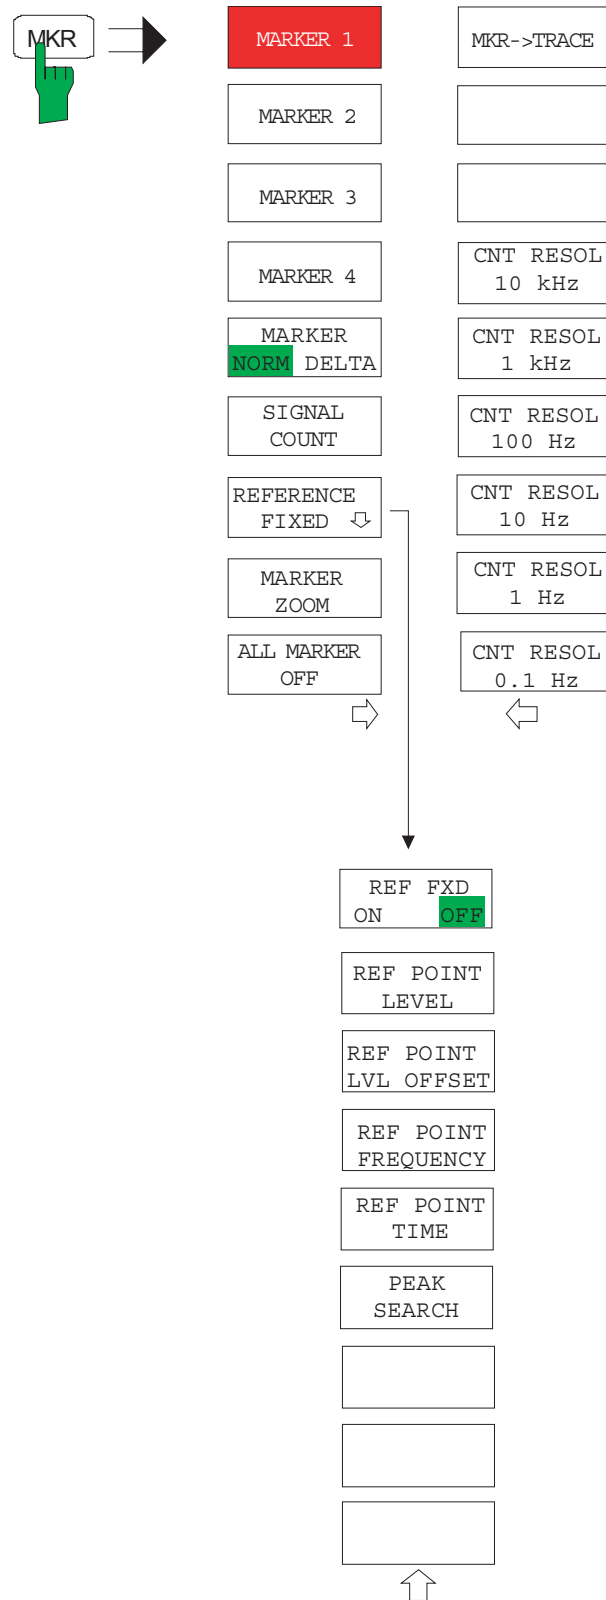 MKR
MARKER 1
MARKER 2
MARKER 3
MARKER 4
MARKER
NORM DELTA
SIGNAL
COUNT
REFERENCE
FIXED
MARKER
ZOOM
ALL MARKER
OFF
MKR->TRACE
CNT RESOL
10 kHz
CNT RESOL
1 kHz
CNT RESOL
100 Hz
CNT RESOL
10 Hz
CNT RESOL
1 Hz
CNT RESOL
0.1 Hz
REF FXD
ON OFF
REF POINT
LEVEL
REF POINT
LVL OFFSET
REF POINT
FREQUENCY
REF POINT
TIME
PEAK
SEARCH